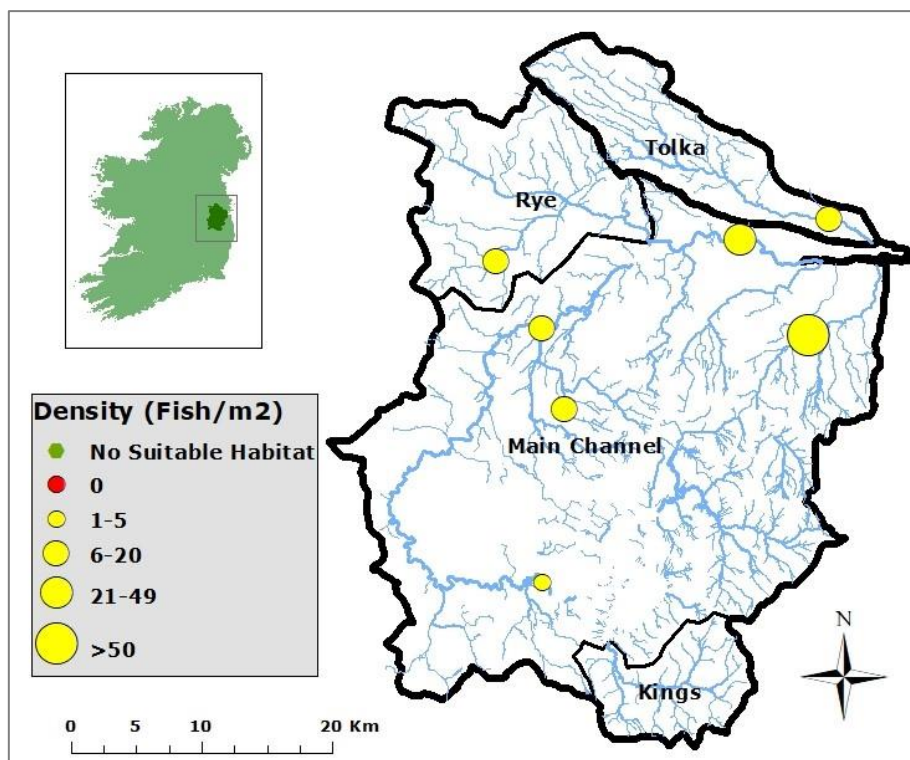 Tolka
Rye
Main Channel
Kings
Density (Fish/m2)
No Suitable Habitat
0
1-5
6-20
21-49
>50
0 5 10 20 Km
N